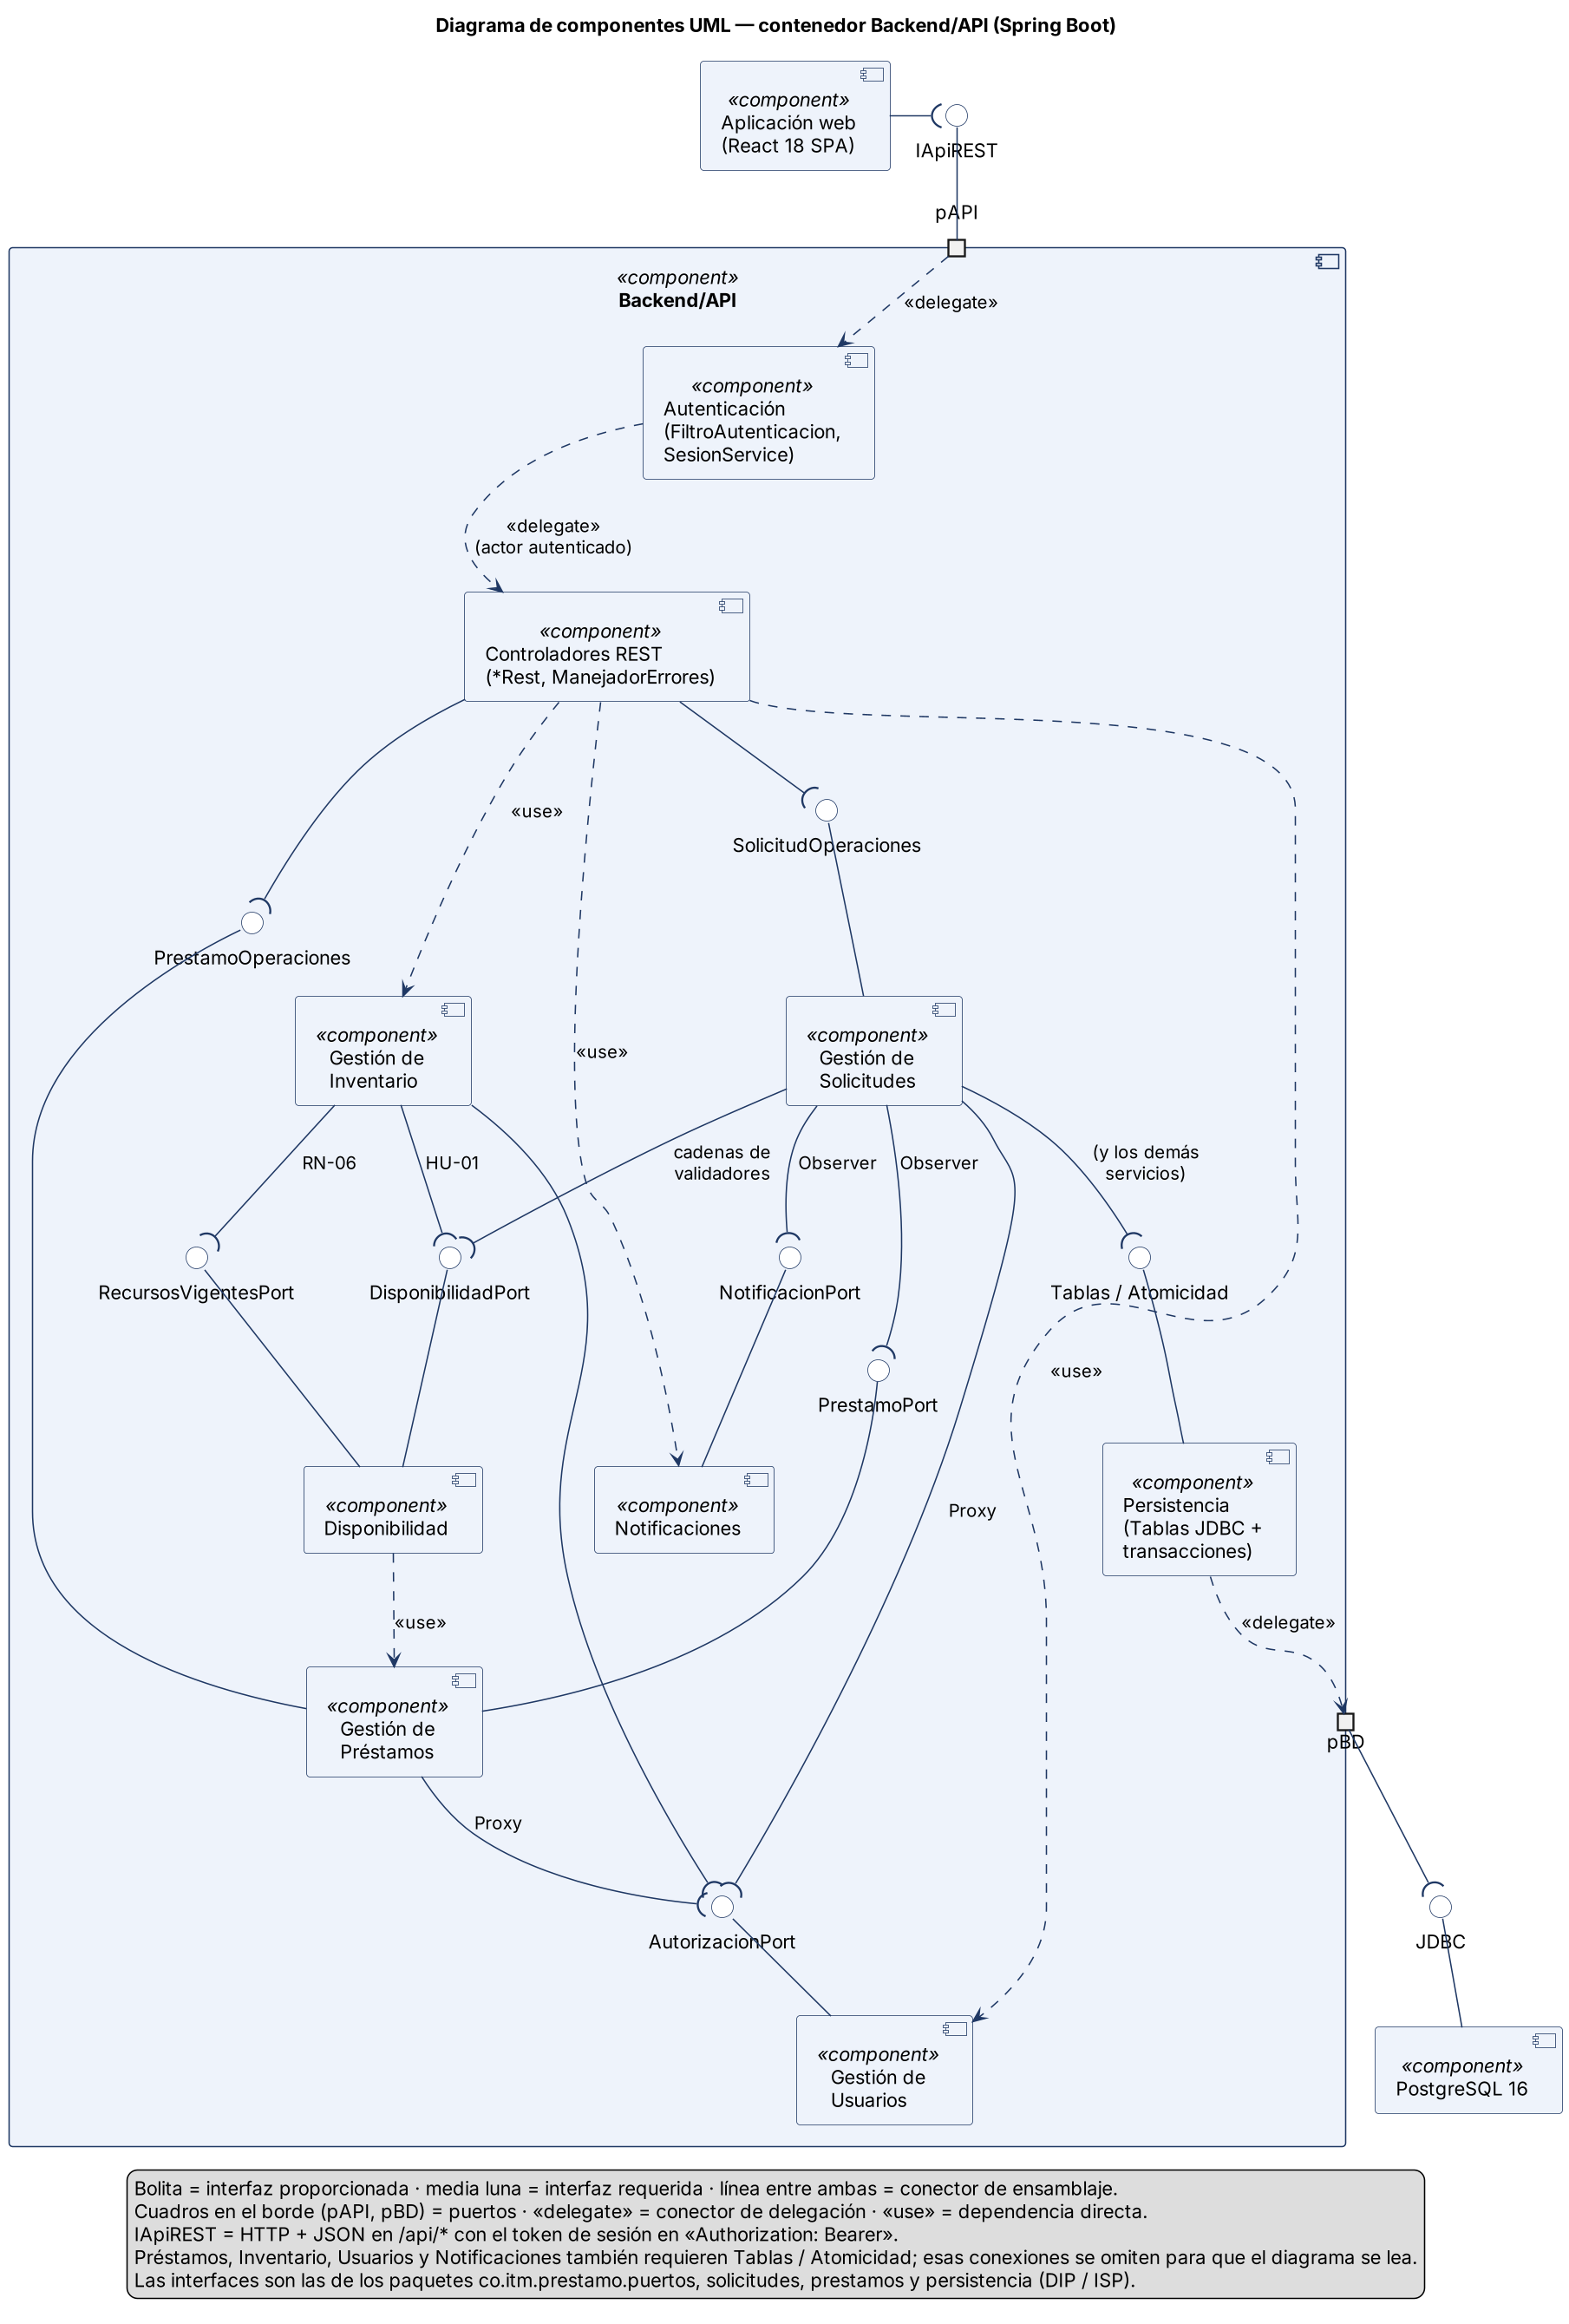 Diagrama de componentes UML — contenedor Backend/API (Spring Boot)
«component»
Aplicación web
(React 18 SPA)
IApiREST
pAPI
«component»
Backend/API
«delegate»
«component»
Autenticación
(FiltroAutenticacion,
SesionService)
«delegate»
(actor autenticado)
«component»
Controladores REST
(*Rest, ManejadorErrores)
«use»
SolicitudOperaciones
PrestamoOperaciones
«component»
Gestión de
Inventario
«use»
«component»
Gestión de
Solicitudes
RN-06
HU-01
cadenas de
validadores
Observer
Observer
(y los demás
servicios)
RecursosVigentesPort
DisponibilidadPort
NotificacionPort
Tablas / Atomicidad
«use»
PrestamoPort
«component»
Disponibilidad
«component»
Notificaciones
Proxy
«component»
Persistencia
(Tablas JDBC +
transacciones)
«use»
«delegate»
«component»
Gestión de
Préstamos
pBD
Proxy
AutorizacionPort
JDBC
«component»
Gestión de
Usuarios
«component»
PostgreSQL 16
Bolita = interfaz proporcionada · media luna = interfaz requerida · línea entre ambas = conector de ensamblaje.
Cuadros en el borde (pAPI, pBD) = puertos · «delegate» = conector de delegación · «use» = dependencia directa.
IApiREST = HTTP + JSON en /api/* con el token de sesión en «Authorization: Bearer».
Préstamos, Inventario, Usuarios y Notificaciones también requieren Tablas / Atomicidad; esas conexiones se omiten para que el diagrama se lea.
Las interfaces son las de los paquetes co.itm.prestamo.puertos, solicitudes, prestamos y persistencia (DIP / ISP).